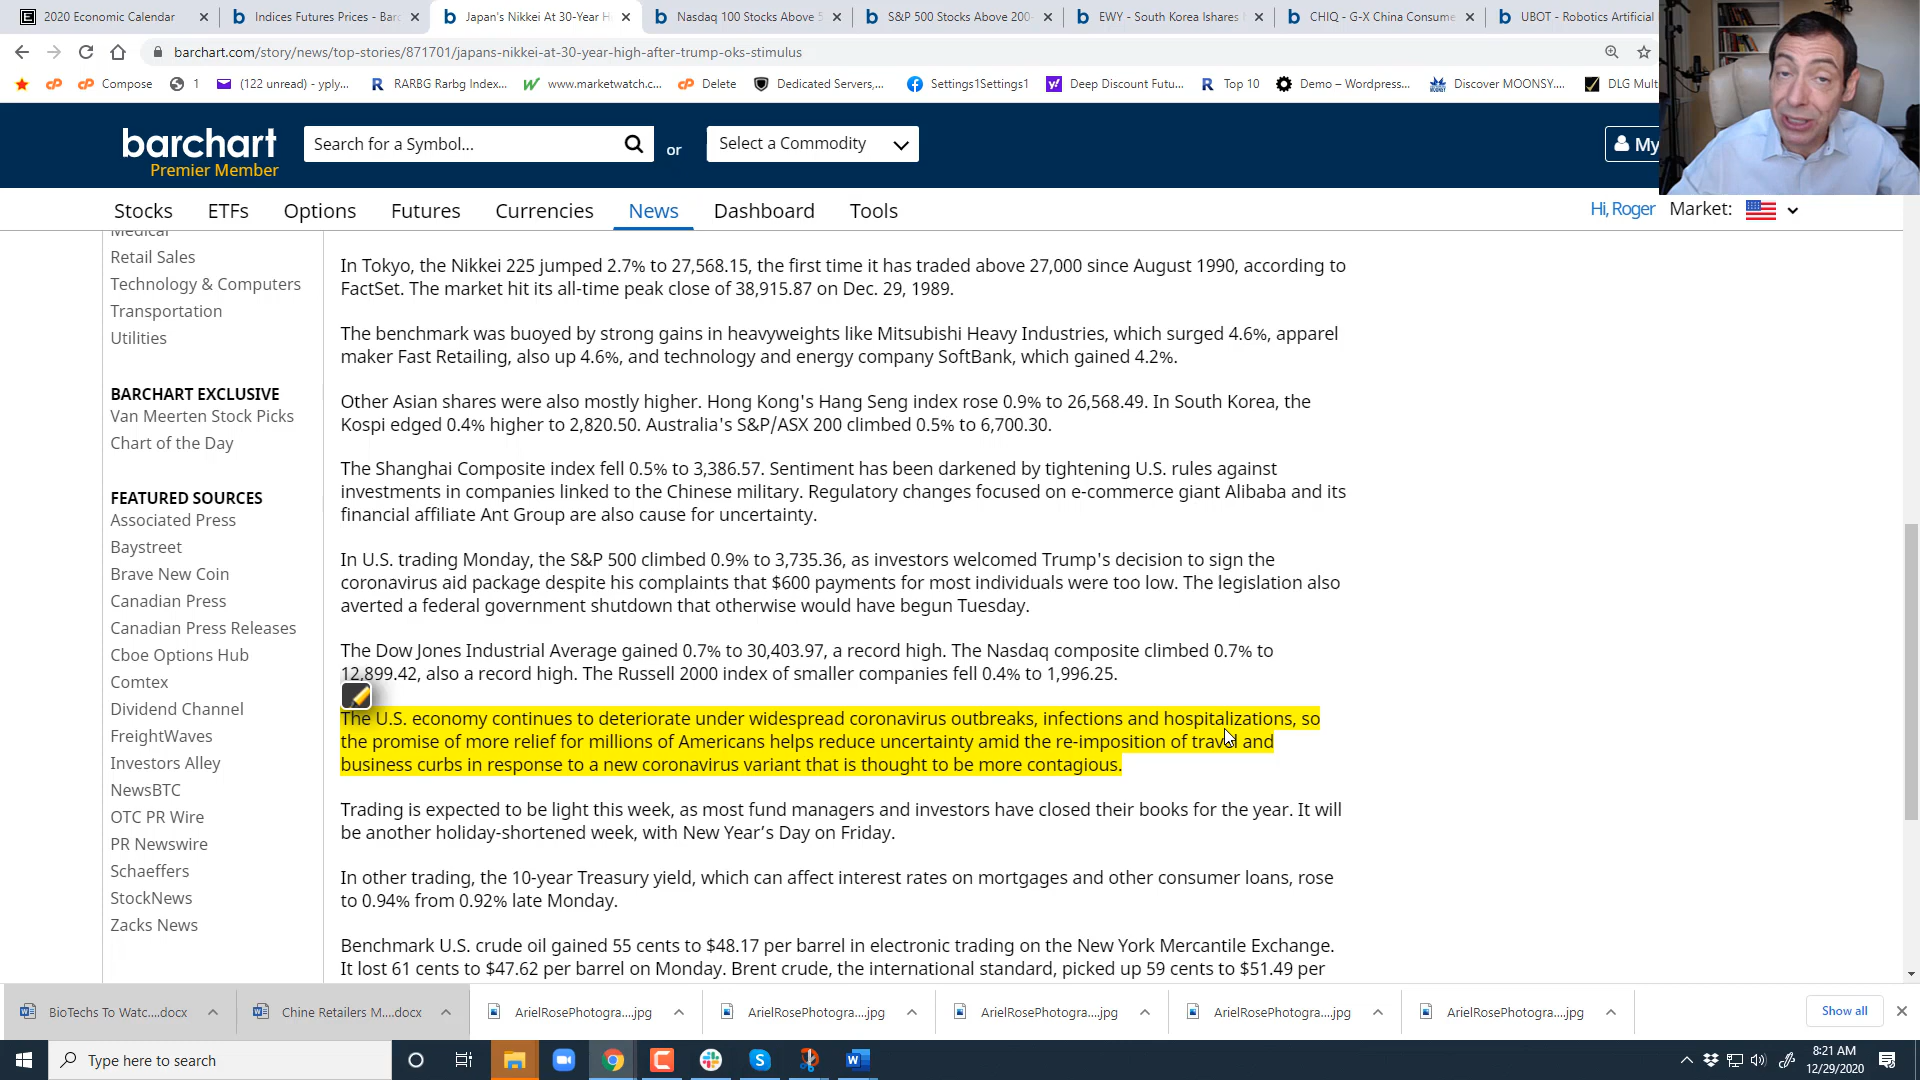 2020 Economic Calendar
Indices Futures Prices - Barc
Japan's Nikkei At 30-Year H
Nasdaq 100 Stocks Above 5
S&P 500 Stocks Above 200-
EWY - South Korea Ishares
CHIQ - G-X China Consume
UBOT - Robotics Artificial
barchart.com/story/news/top-stories/871701/japans-nikkei-at-30-year-high-after-trump-oks-stimulus
Compose
1
(122 unread) - yply...
RARBG Rarbg Index...
www.marketwatch.c...
Delete
Dedicated Servers,...
Settings1Settings1
Deep Discount Futu...
Top 10
Demo – Wordpress...
Discover MOONSY....
DLG Mult
barchart
Premier Member
Search for a Symbol...
or
Select a Commodity
My
Stocks
ETFs
Options
Futures
Currencies
News
Dashboard
Tools
Hi, Roger
Market:
Medical
Retail Sales
Technology & Computers
Transportation
Utilities
BARCHART EXCLUSIVE
Van Meerten Stock Picks
Chart of the Day
FEATURED SOURCES
Associated Press
Baystreet
Brave New Coin
Canadian Press
Canadian Press Releases
Cboe Options Hub
Comtex
Dividend Channel
FreightWaves
Investors Alley
NewsBTC
OTC PR Wire
PR Newswire
Schaeffers
StockNews
Zacks News
In Tokyo, the Nikkei 225 jumped 2.7% to 27,568.15, the first time it has traded above 27,000 since August 1990, according to
FactSet. The market hit its all-time peak close of 38,915.87 on Dec. 29, 1989.
The benchmark was buoyed by strong gains in heavyweights like Mitsubishi Heavy Industries, which surged 4.6%, apparel
maker Fast Retailing, also up 4.6%, and technology and energy company SoftBank, which gained 4.2%.
Other Asian shares were also mostly higher. Hong Kong's Hang Seng index rose 0.9% to 26,568.49. In South Korea, the
Kospi edged 0.4% higher to 2,820.50. Australia's S&P/ASX 200 climbed 0.5% to 6,700.30.
The Shanghai Composite index fell 0.5% to 3,386.57. Sentiment has been darkened by tightening U.S. rules against
investments in companies linked to the Chinese military. Regulatory changes focused on e-commerce giant Alibaba and its
financial affiliate Ant Group are also cause for uncertainty.
In U.S. trading Monday, the S&P 500 climbed 0.9% to 3,735.36, as investors welcomed Trump's decision to sign the
coronavirus aid package despite his complaints that $600 payments for most individuals were too low. The legislation also
averted a federal government shutdown that otherwise would have begun Tuesday.
The Dow Jones Industrial Average gained 0.7% to 30,403.97, a record high. The Nasdaq composite climbed 0.7% to
12,899.42, also a record high. The Russell 2000 index of smaller companies fell 0.4% to 1,996.25.
The U.S. economy continues to deteriorate under widespread coronavirus outbreaks, infections and hospitalizations, so
the promise of more relief for millions of Americans helps reduce uncertainty amid the re-imposition of travel and
business curbs in response to a new coronavirus variant that is thought to be more contagious.
Trading is expected to be light this week, as most fund managers and investors have closed their books for the year. It will
be another holiday-shortened week, with New Year’s Day on Friday.
In other trading, the 10-year Treasury yield, which can affect interest rates on mortgages and other consumer loans, rose
to 0.94% from 0.92% late Monday.
Benchmark U.S. crude oil gained 55 cents to $48.17 per barrel in electronic trading on the New York Mercantile Exchange.
It lost 61 cents to $47.62 per barrel on Monday. Brent crude, the international standard, picked up 59 cents to $51.49 per
BioTechs To Watc....docx
Chine Retailers M....docx
ArielRosePhotogra....jpg
ArielRosePhotogra....jpg
ArielRosePhotogra....jpg
ArielRosePhotogra....jpg
ArielRosePhotogra....jpg
Show all
Type here to search
8:21 AM
12/29/2020